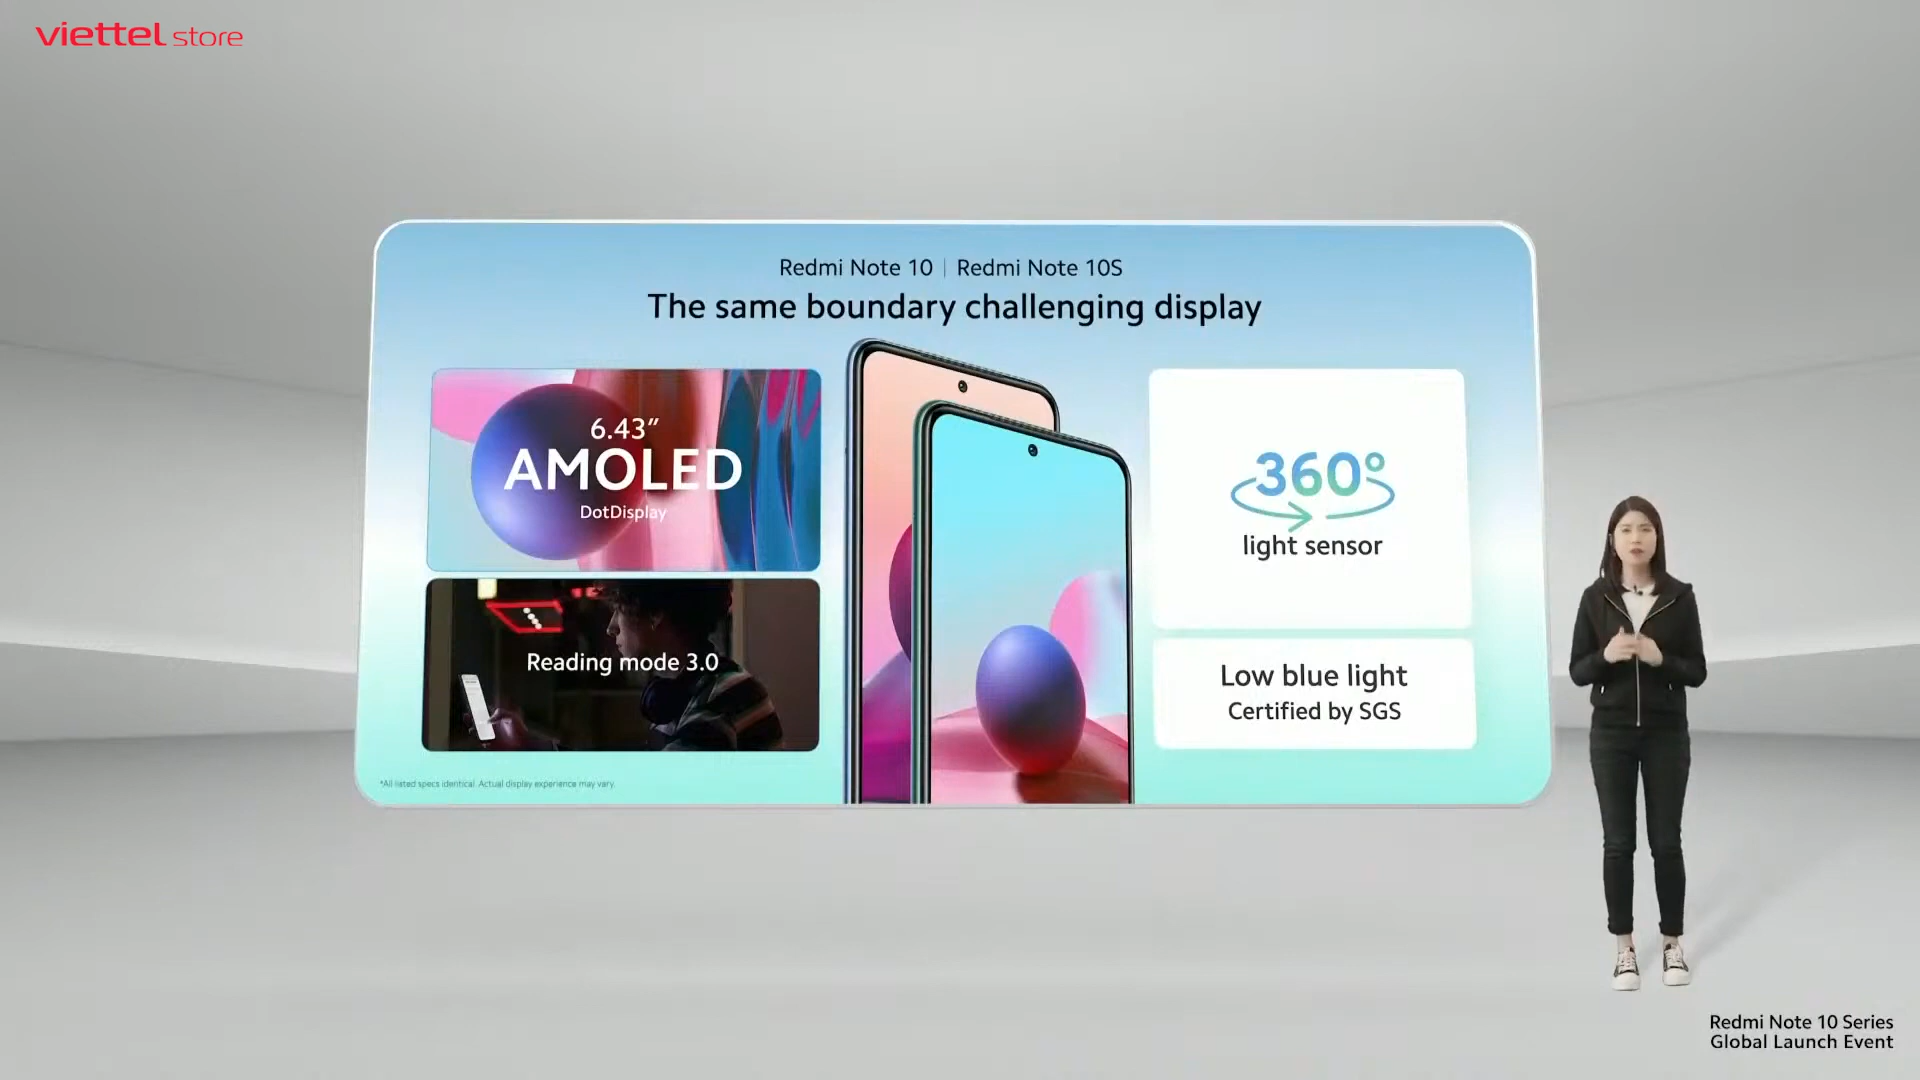 viettel store
Redmi Note 10 | Redmi Note 10S
The same boundary challenging display
6.43"
AMOLED
DotDisplay
Reading mode 3.0
360°
light sensor
Low blue light
Certified by SGS
*All listed specs identical. Actual display experience may vary.
Redmi Note 10 Series
Global Launch Event